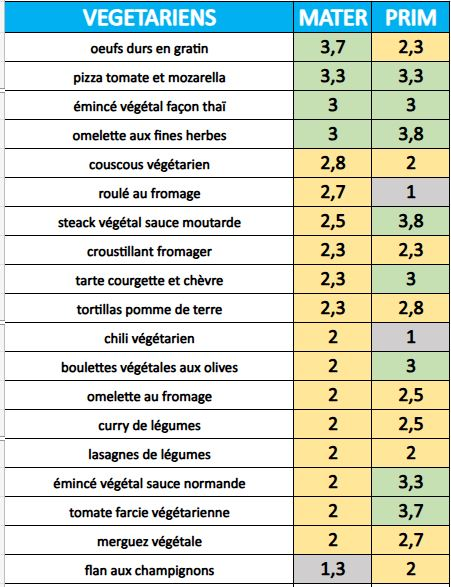 VEGETARIENS MATER PRIM
oeufs durs en gratin 3,7 2,3
pizza tomate et mozarella 3,3 3,3
émincé végétal façon thaï 3 3
omelette aux fines herbes 3 3,8
couscous végétarien 2,8 2
roulé au fromage 2,7 1
steack végétal sauce moutarde 2,5 3,8
croustillant fromager 2,3 2,3
tarte courgette et chèvre 2,3 3
tortillas pomme de terre 2,3 2,8
chili végétarien 2 1
boulettes végétales aux olives 2 3
omelette au fromage 2 2,5
curry de légumes 2 2,5
lasagnes de légumes 2 2
émincé végétal sauce normande 2 3,3
tomate farcie végétarienne 2 3,7
merguez végétale 2 2,7
flan aux champignons 1,3 2